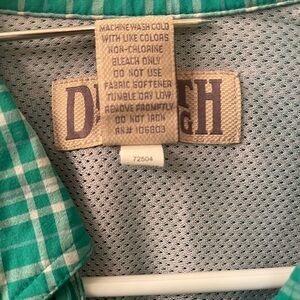 MACHINE WASH COLD
WITH LIKE COLORS
NON-CHLORINE
BLEACH ONLY
DO NOT USE
FABRIC SOFTENER
TUMBLE DRY LOW
REMOVE PROMPTLY
DO NOT IRON
RN# 106803
D
TH
G
72504